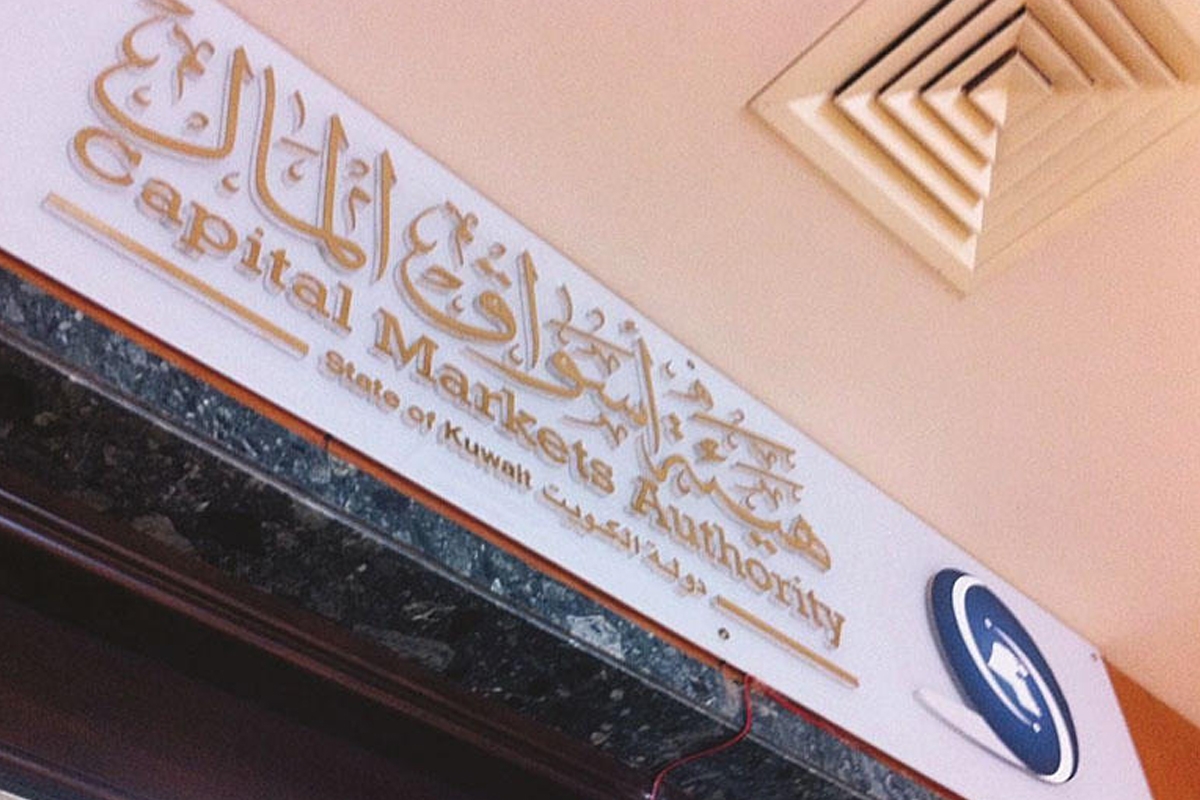 هيئة أسواق المال
Capital Markets Authority
State of Kuwait دولة الكويت